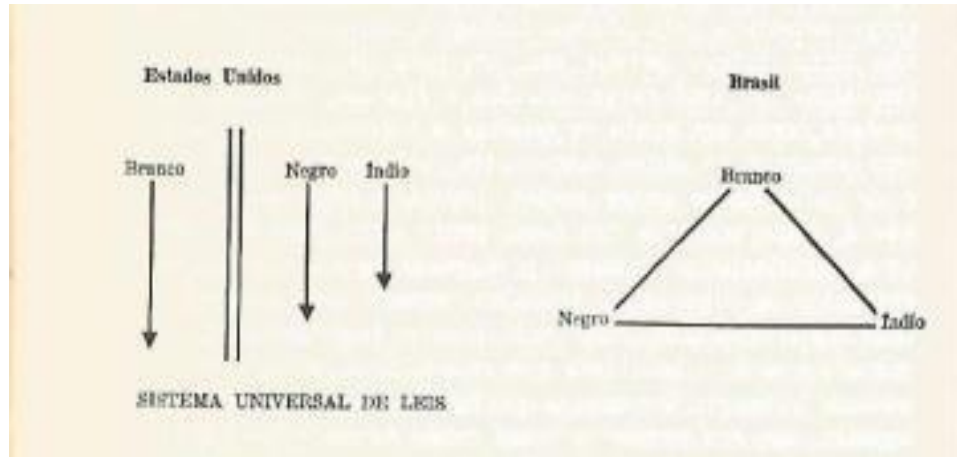 Estados Unidos
Brasil
Branco
Negro
Índio
Branco
Negro
Índio
SISTEMA UNIVERSAL DE LEIS